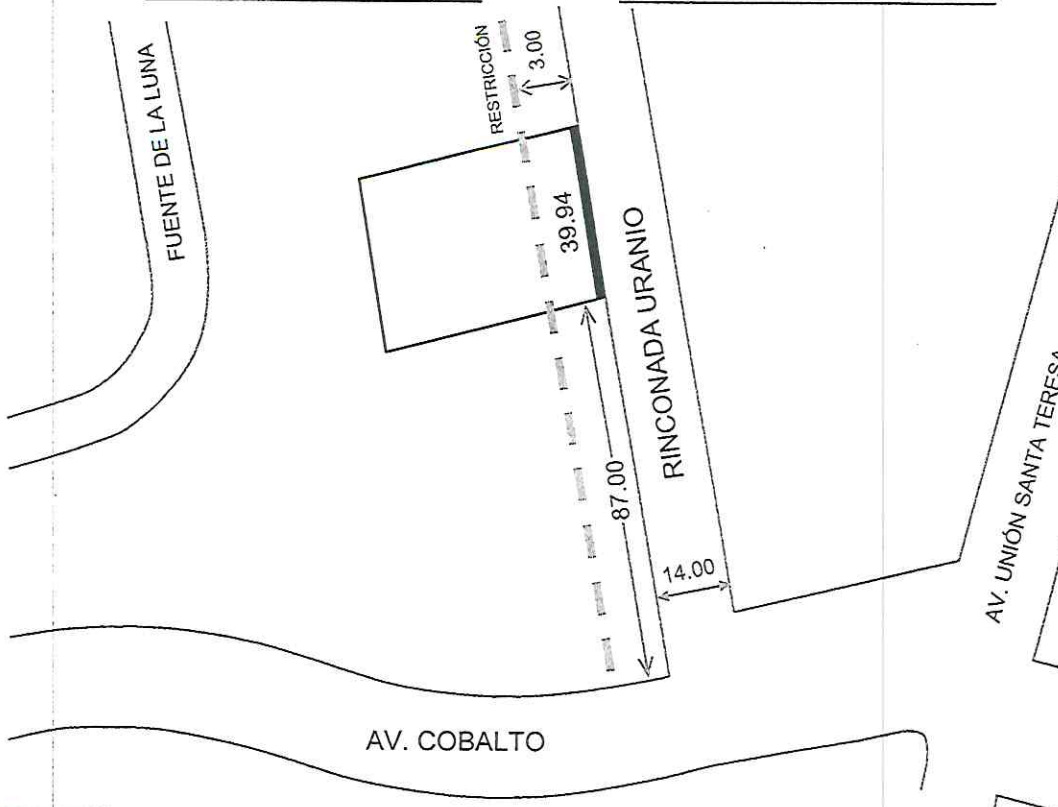 FUENTE DE LA LUNA
RESTRICCIÓN
3.00
39.94
RINCONADA URANIO
87.00
14.00
AV. UNIÓN SANTA TERESA
AV. COBALTO